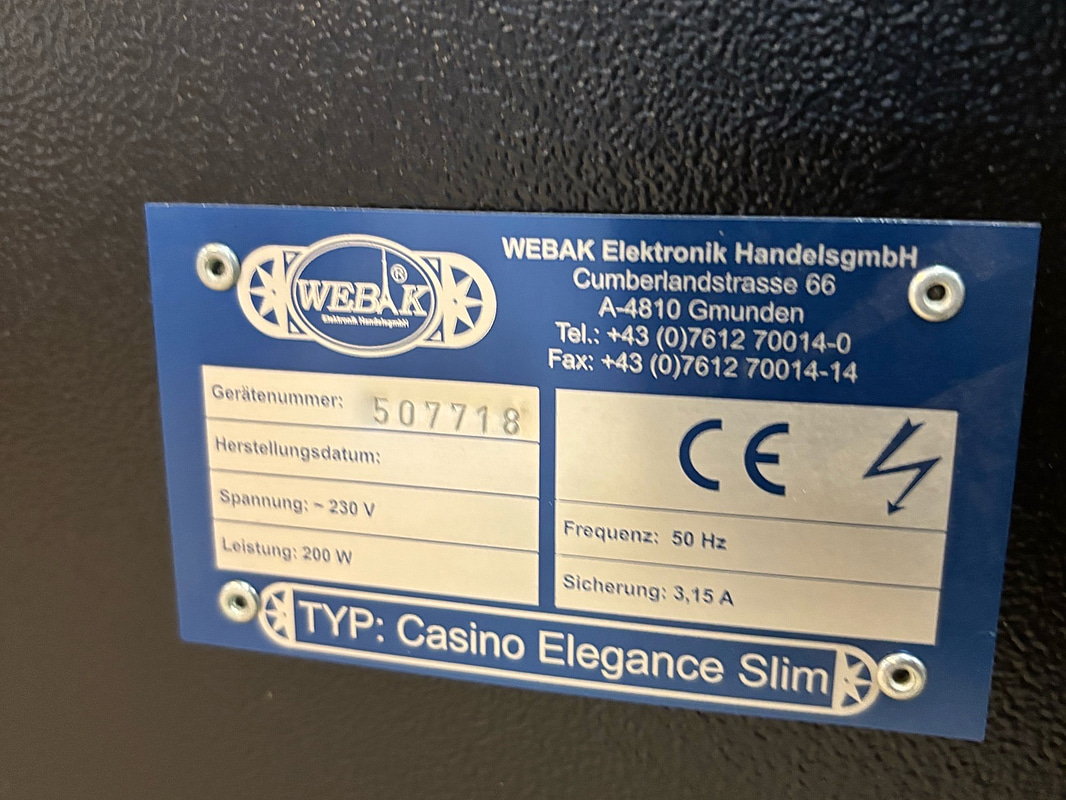 WEBAK®
Elektronik HandelsgmbH
WEBAK Elektronik HandelsgmbH
Cumberlandstrasse 66
A-4810 Gmunden
Tel.: +43 (0)7612 70014-0
Fax: +43 (0)7612 70014-14
Gerätenummer: 507718
Herstellungsdatum:
Spannung: ~ 230 V
Leistung: 200 W
CE
Frequenz: 50 Hz
Sicherung: 3,15 A
TYP: Casino Elegance Slim